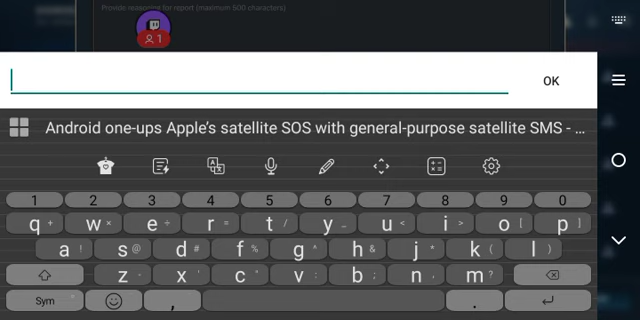 Provide reasoning for report (maximum 500 characters)
1
OK
Android one-ups Apple's satellite SOS with general-purpose satellite SMS - ...
1 2 3 4 5 6 7 8 9 0
q + w × e ÷ r = t / y _ u < i > o [ p ]
a ! s @ d # f % g ^ h & j * k ( l )
z - x ' c " v : b ; n , m ?
Sym , .